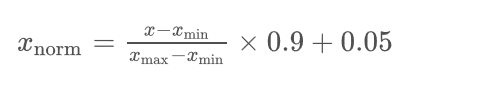 x_norm = (x − x_min) / (x_max − x_min) × 0.9 + 0.05